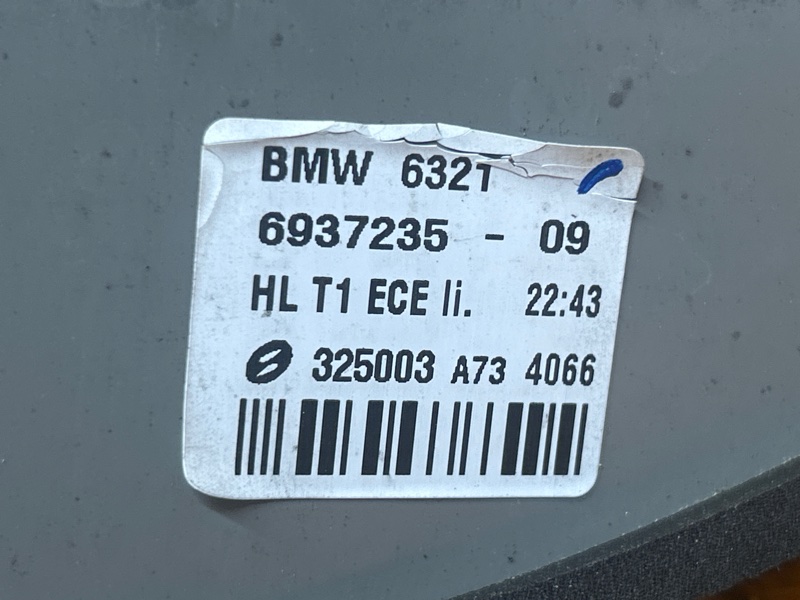 BMW 6321
6937235 - 09
HL T1 ECE li. 22:43
325003 A73 4066